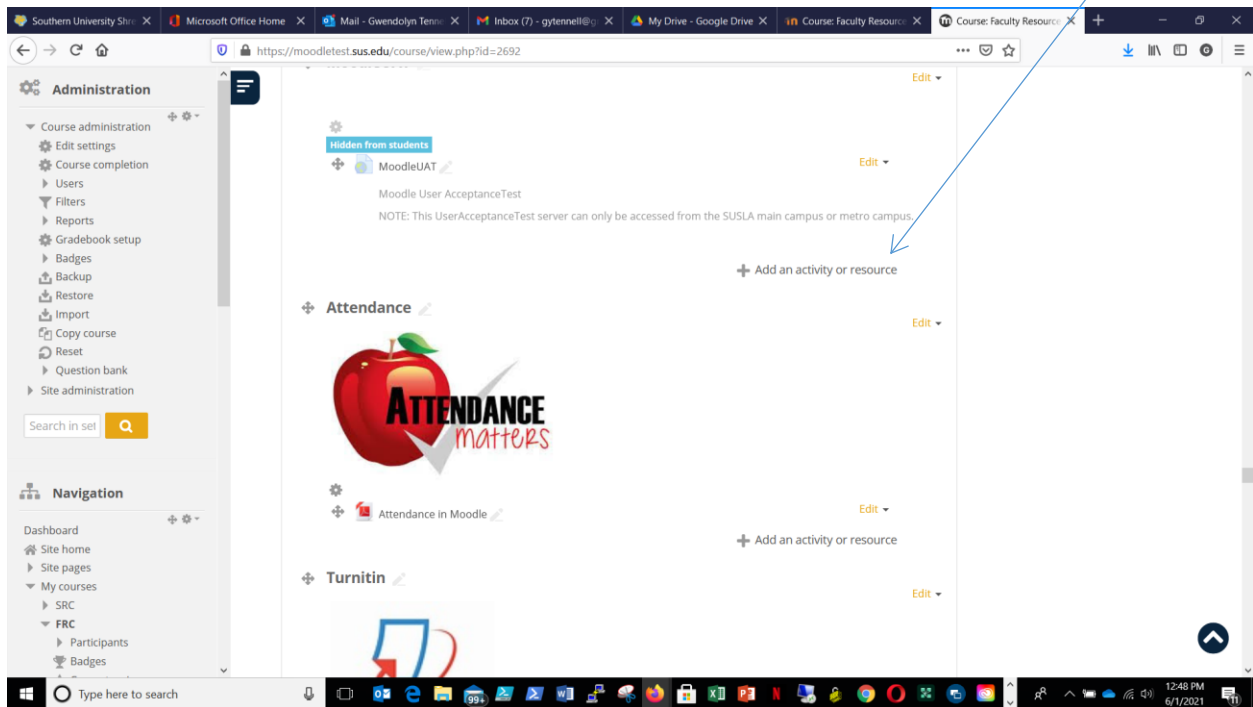 Southern University Shre
Microsoft Office Home
Mail - Gwendolyn Tenne
Inbox (7) - gytennell@g
My Drive - Google Drive
Course: Faculty Resource
Course: Faculty Resource
https://moodletest.sus.edu/course/view.php?id=2692
Administration
Course administration
Edit settings
Course completion
Users
Filters
Reports
Gradebook setup
Badges
Backup
Restore
Import
Copy course
Reset
Question bank
Site administration
Search in set
Navigation
Dashboard
Site home
Site pages
My courses
SRC
FRC
Participants
Badges
Edit
Hidden from students
MoodleUAT
Edit
Moodle User AcceptanceTest
NOTE: This UserAcceptanceTest server can only be accessed from the SUSLA main campus or metro campus.
Add an activity or resource
Attendance
Edit
ATTENDANCE
matters
Attendance in Moodle
Edit
Add an activity or resource
Turnitin
Edit
Type here to search
99+
12:48 PM
6/1/2021